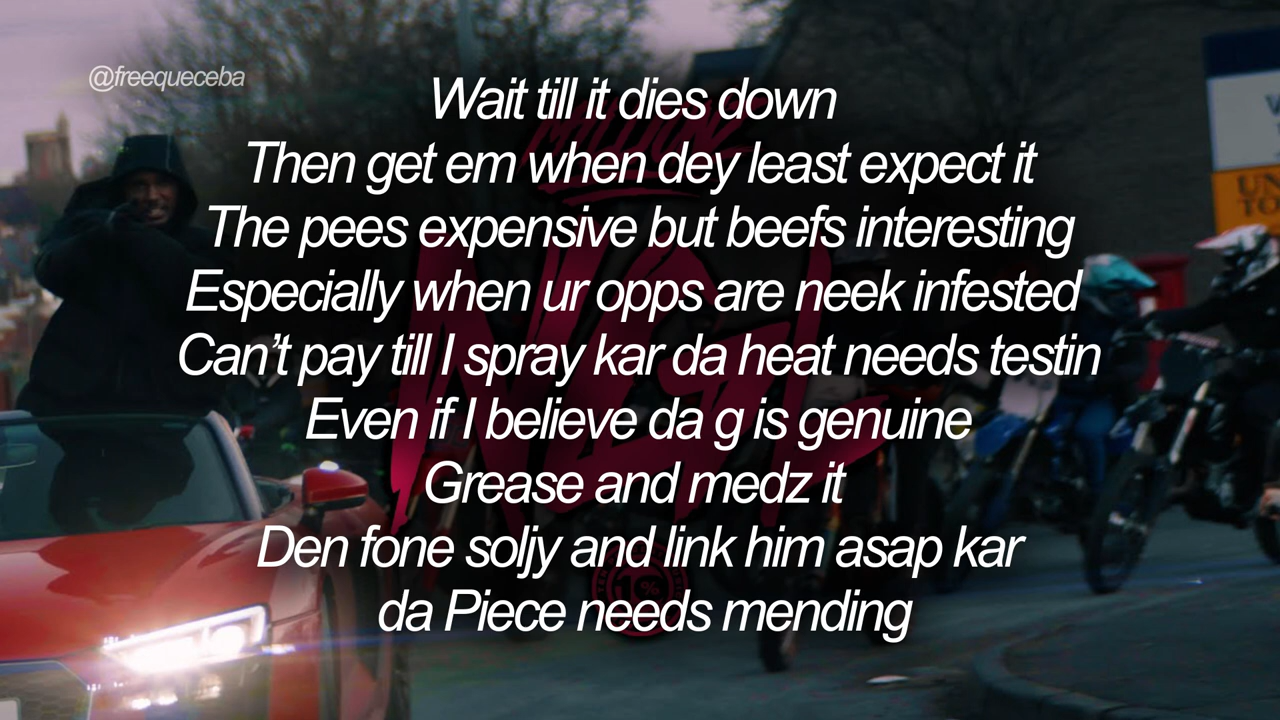 @freequeceba
Wait till it dies down
Then get em when dey least expect it
The pees expensive but beefs interesting
Especially when ur opps are neek infested
Can't pay till I spray kar da heat needs testin
Even if I believe da g is genuine
Grease and medz it
Den fone soljy and link him asap kar
da Piece needs mending